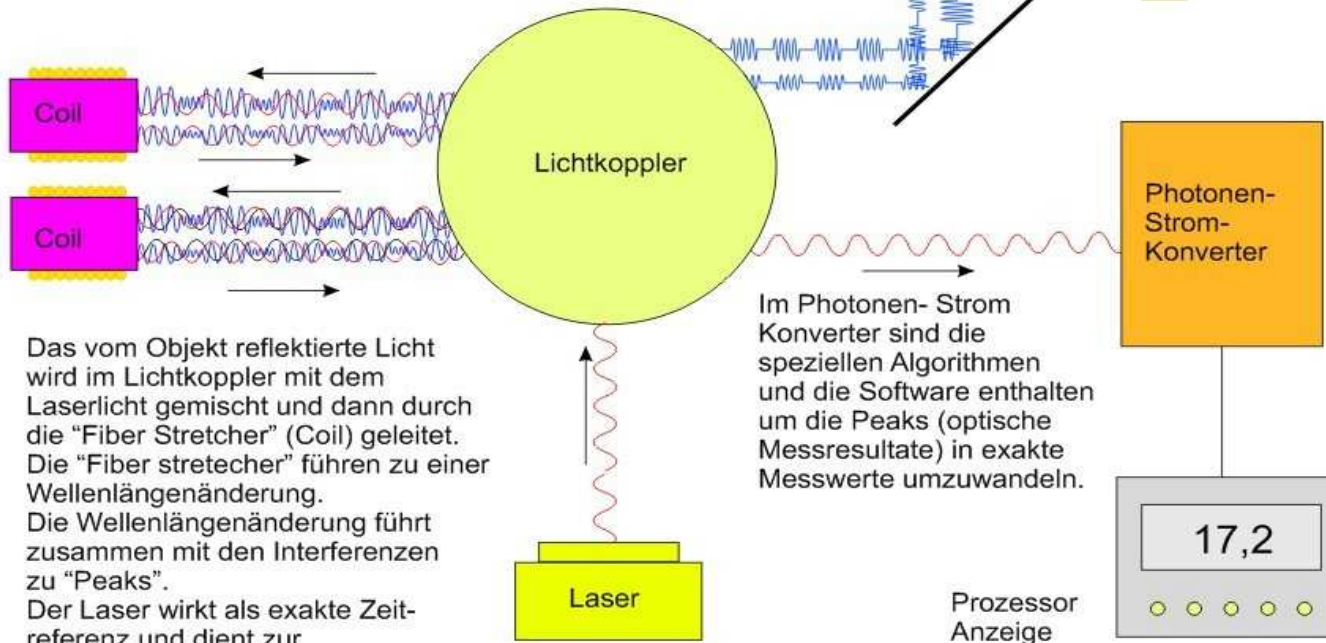 Coil
Lichtkoppler
Coil
Photonen-
Strom-
Konverter
Das vom Objekt reflektierte Licht
wird im Lichtkoppler mit dem
Laserlicht gemischt und dann durch
die “Fiber Stretcher” (Coil) geleitet.
Die “Fiber stretecher” führen zu einer
Wellenlängenänderung.
Die Wellenlängenänderung führt
zusammen mit den Interferenzen
zu “Peaks”.
Der Laser wirkt als exakte Zeit-
referenz und dient zur
Im Photonen- Strom
Konverter sind die
speziellen Algorithmen
und die Software enthalten
um die Peaks (optische
Messresultate) in exakte
Messwerte umzuwandeln.
Laser
17,2
Prozessor
Anzeige